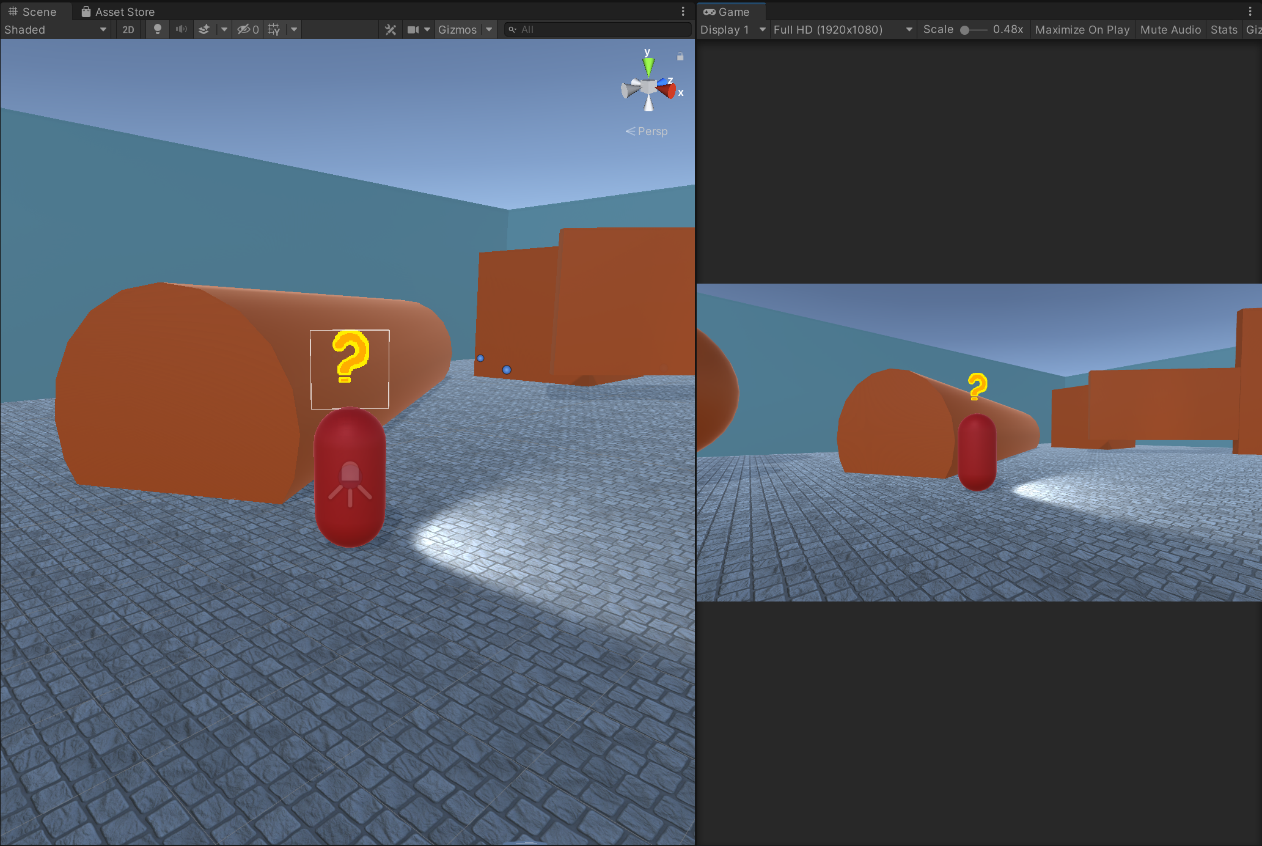 Scene Asset Store
Shaded 2D 0 Gizmos All
y
z
x
Persp
?
Game
Display 1 Full HD (1920x1080) Scale 0.48x Maximize On Play Mute Audio Stats Giz
?